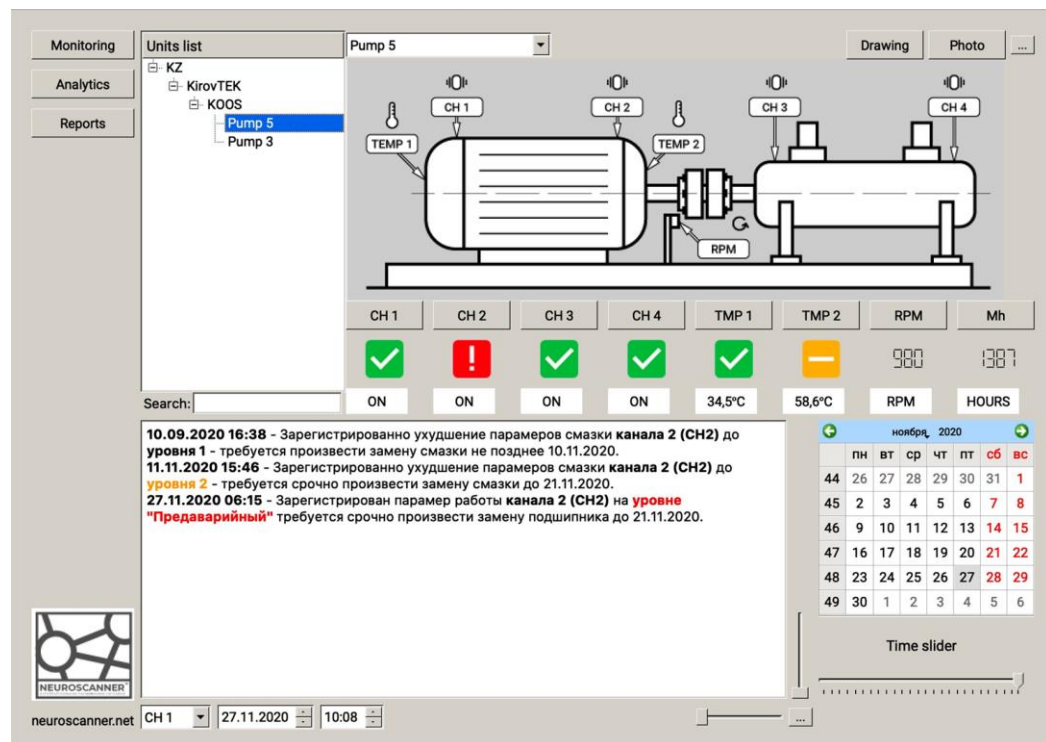 Monitoring
Analytics
Reports
Units list
KZ
KirovTEK
KOOS
Pump 5
Pump 3
Search:
Pump 5
Drawing
Photo
...
CH 1
CH 2
CH 3
CH 4
TEMP 1
TEMP 2
RPM
CH 1 CH 2 CH 3 CH 4 TMP 1 TMP 2 RPM Mh
980 1387
ON ON ON ON 34,5ºC 58,6ºC RPM HOURS
10.09.2020 16:38 - Зарегистрированно ухудшение парамеров смазки канала 2 (CH2) до
уровня 1 - требуется произвести замену смазки не позднее 10.11.2020.
11.11.2020 15:46 - Зарегистрированно ухудшение парамеров смазки канала 2 (CH2) до
уровня 2 - требуется срочно произвести замену смазки до 21.11.2020.
27.11.2020 06:15 - Зарегистрирован парамер работы канала 2 (CH2) на уровне
"Предаварийный" требуется срочно произвести замену подшипника до 21.11.2020.
ноября, 2020
пн вт ср чт пт сб вс
44 26 27 28 29 30 31 1
45 2 3 4 5 6 7 8
46 9 10 11 12 13 14 15
47 16 17 18 19 20 21 22
48 23 24 25 26 27 28 29
49 30 1 2 3 4 5 6
Time slider
NEUROSCANNER
neuroscanner.net
CH 1 27.11.2020 10:08
...